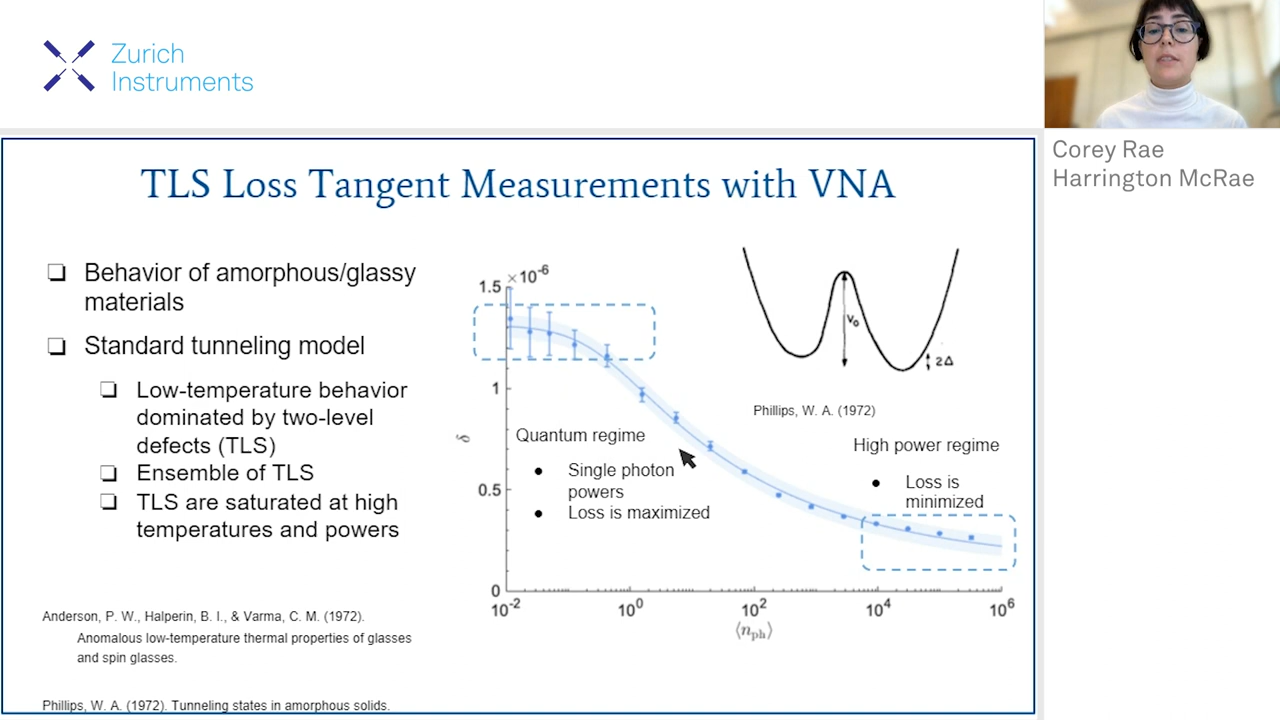 Zurich
Instruments
Corey Rae
Harrington McRae
TLS Loss Tangent Measurements with VNA
❑ Behavior of amorphous/glassy
materials
❑ Standard tunneling model
❑ Low-temperature behavior
dominated by two-level
defects (TLS)
❑ Ensemble of TLS
❑ TLS are saturated at high
temperatures and powers
Anderson, P. W., Halperin, B. I., & Varma, C. M. (1972).
Anomalous low-temperature thermal properties of glasses
and spin glasses.
Phillips, W. A. (1972). Tunneling states in amorphous solids.
×10⁻⁶
1.5
1
0.5
0
δ
10⁻² 10⁰ 10² 10⁴ 10⁶
⟨nₚₕ⟩
Quantum regime
● Single photon
powers
● Loss is maximized
V₀
2Δ
Phillips, W. A. (1972)
High power regime
● Loss is
minimized